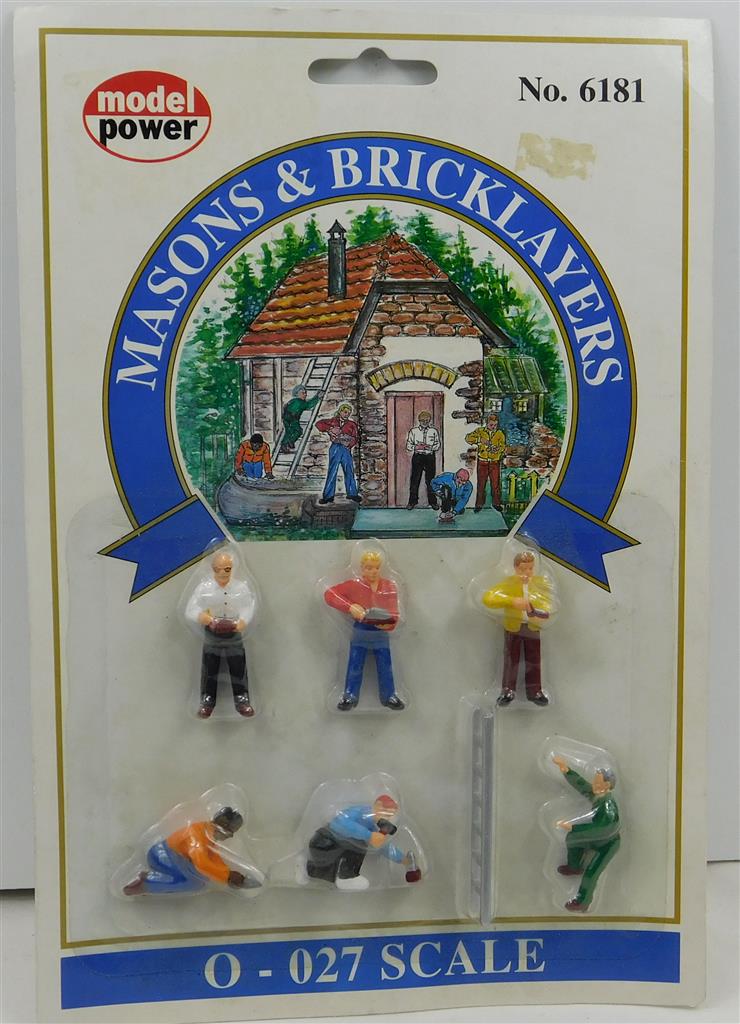 model
power
No. 6181
MASONS & BRICKLAYERS
O - 027 SCALE